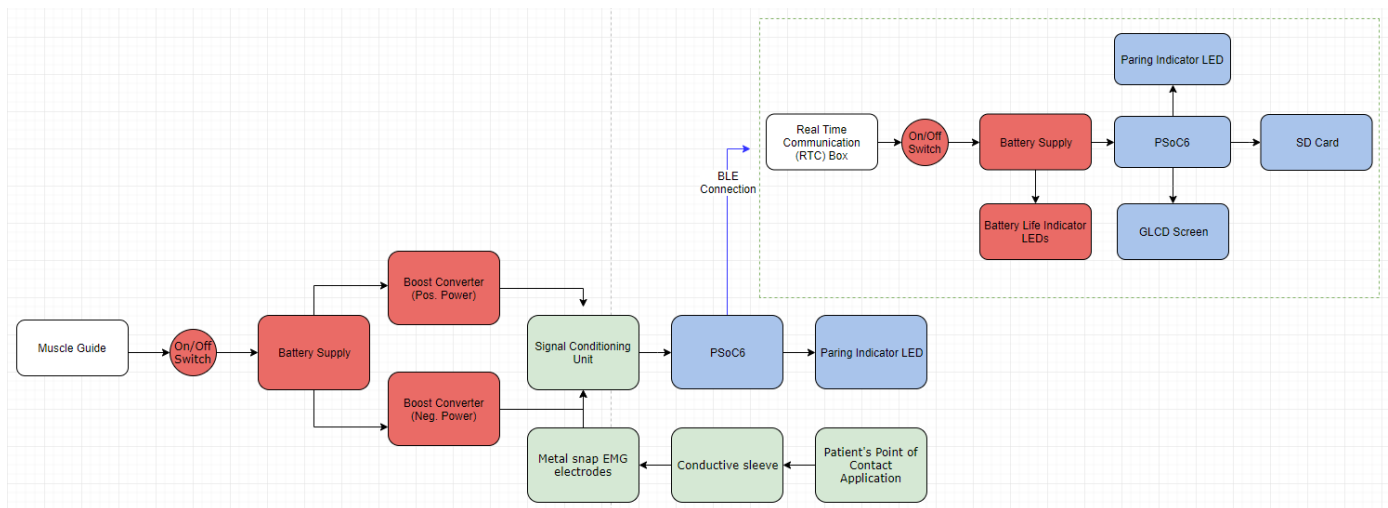 Paring Indicator LED
Real Time
Communication
(RTC) Box
On/Off
Switch
Battery Supply
PSoC6
SD Card
BLE
Connection
Battery Life Indicator
LEDs
GLCD Screen
Boost Converter
(Pos. Power)
Muscle Guide
On/Off
Switch
Battery Supply
Signal Conditioning
Unit
PSoC6
Paring Indicator LED
Boost Converter
(Neg. Power)
Metal snap EMG
electrodes
Conductive sleeve
Patient's Point of
Contact
Application